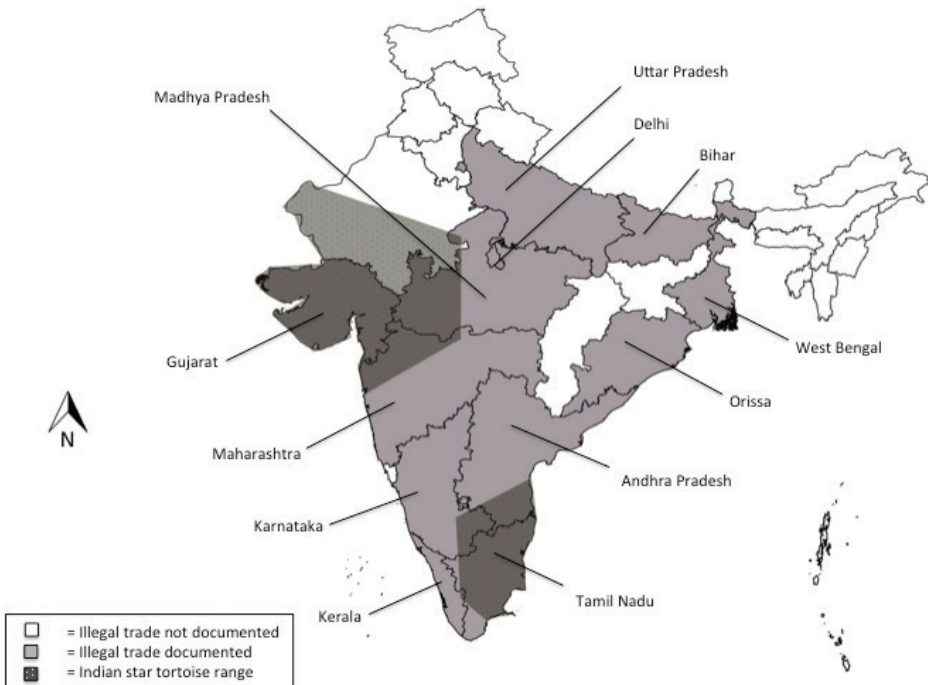 Uttar Pradesh
Madhya Pradesh
Delhi
Bihar
West Bengal
Gujarat
Orissa
N
Maharashtra
Andhra Pradesh
Karnataka
Tamil Nadu
Kerala
= Illegal trade not documented
= Illegal trade documented
= Indian star tortoise range